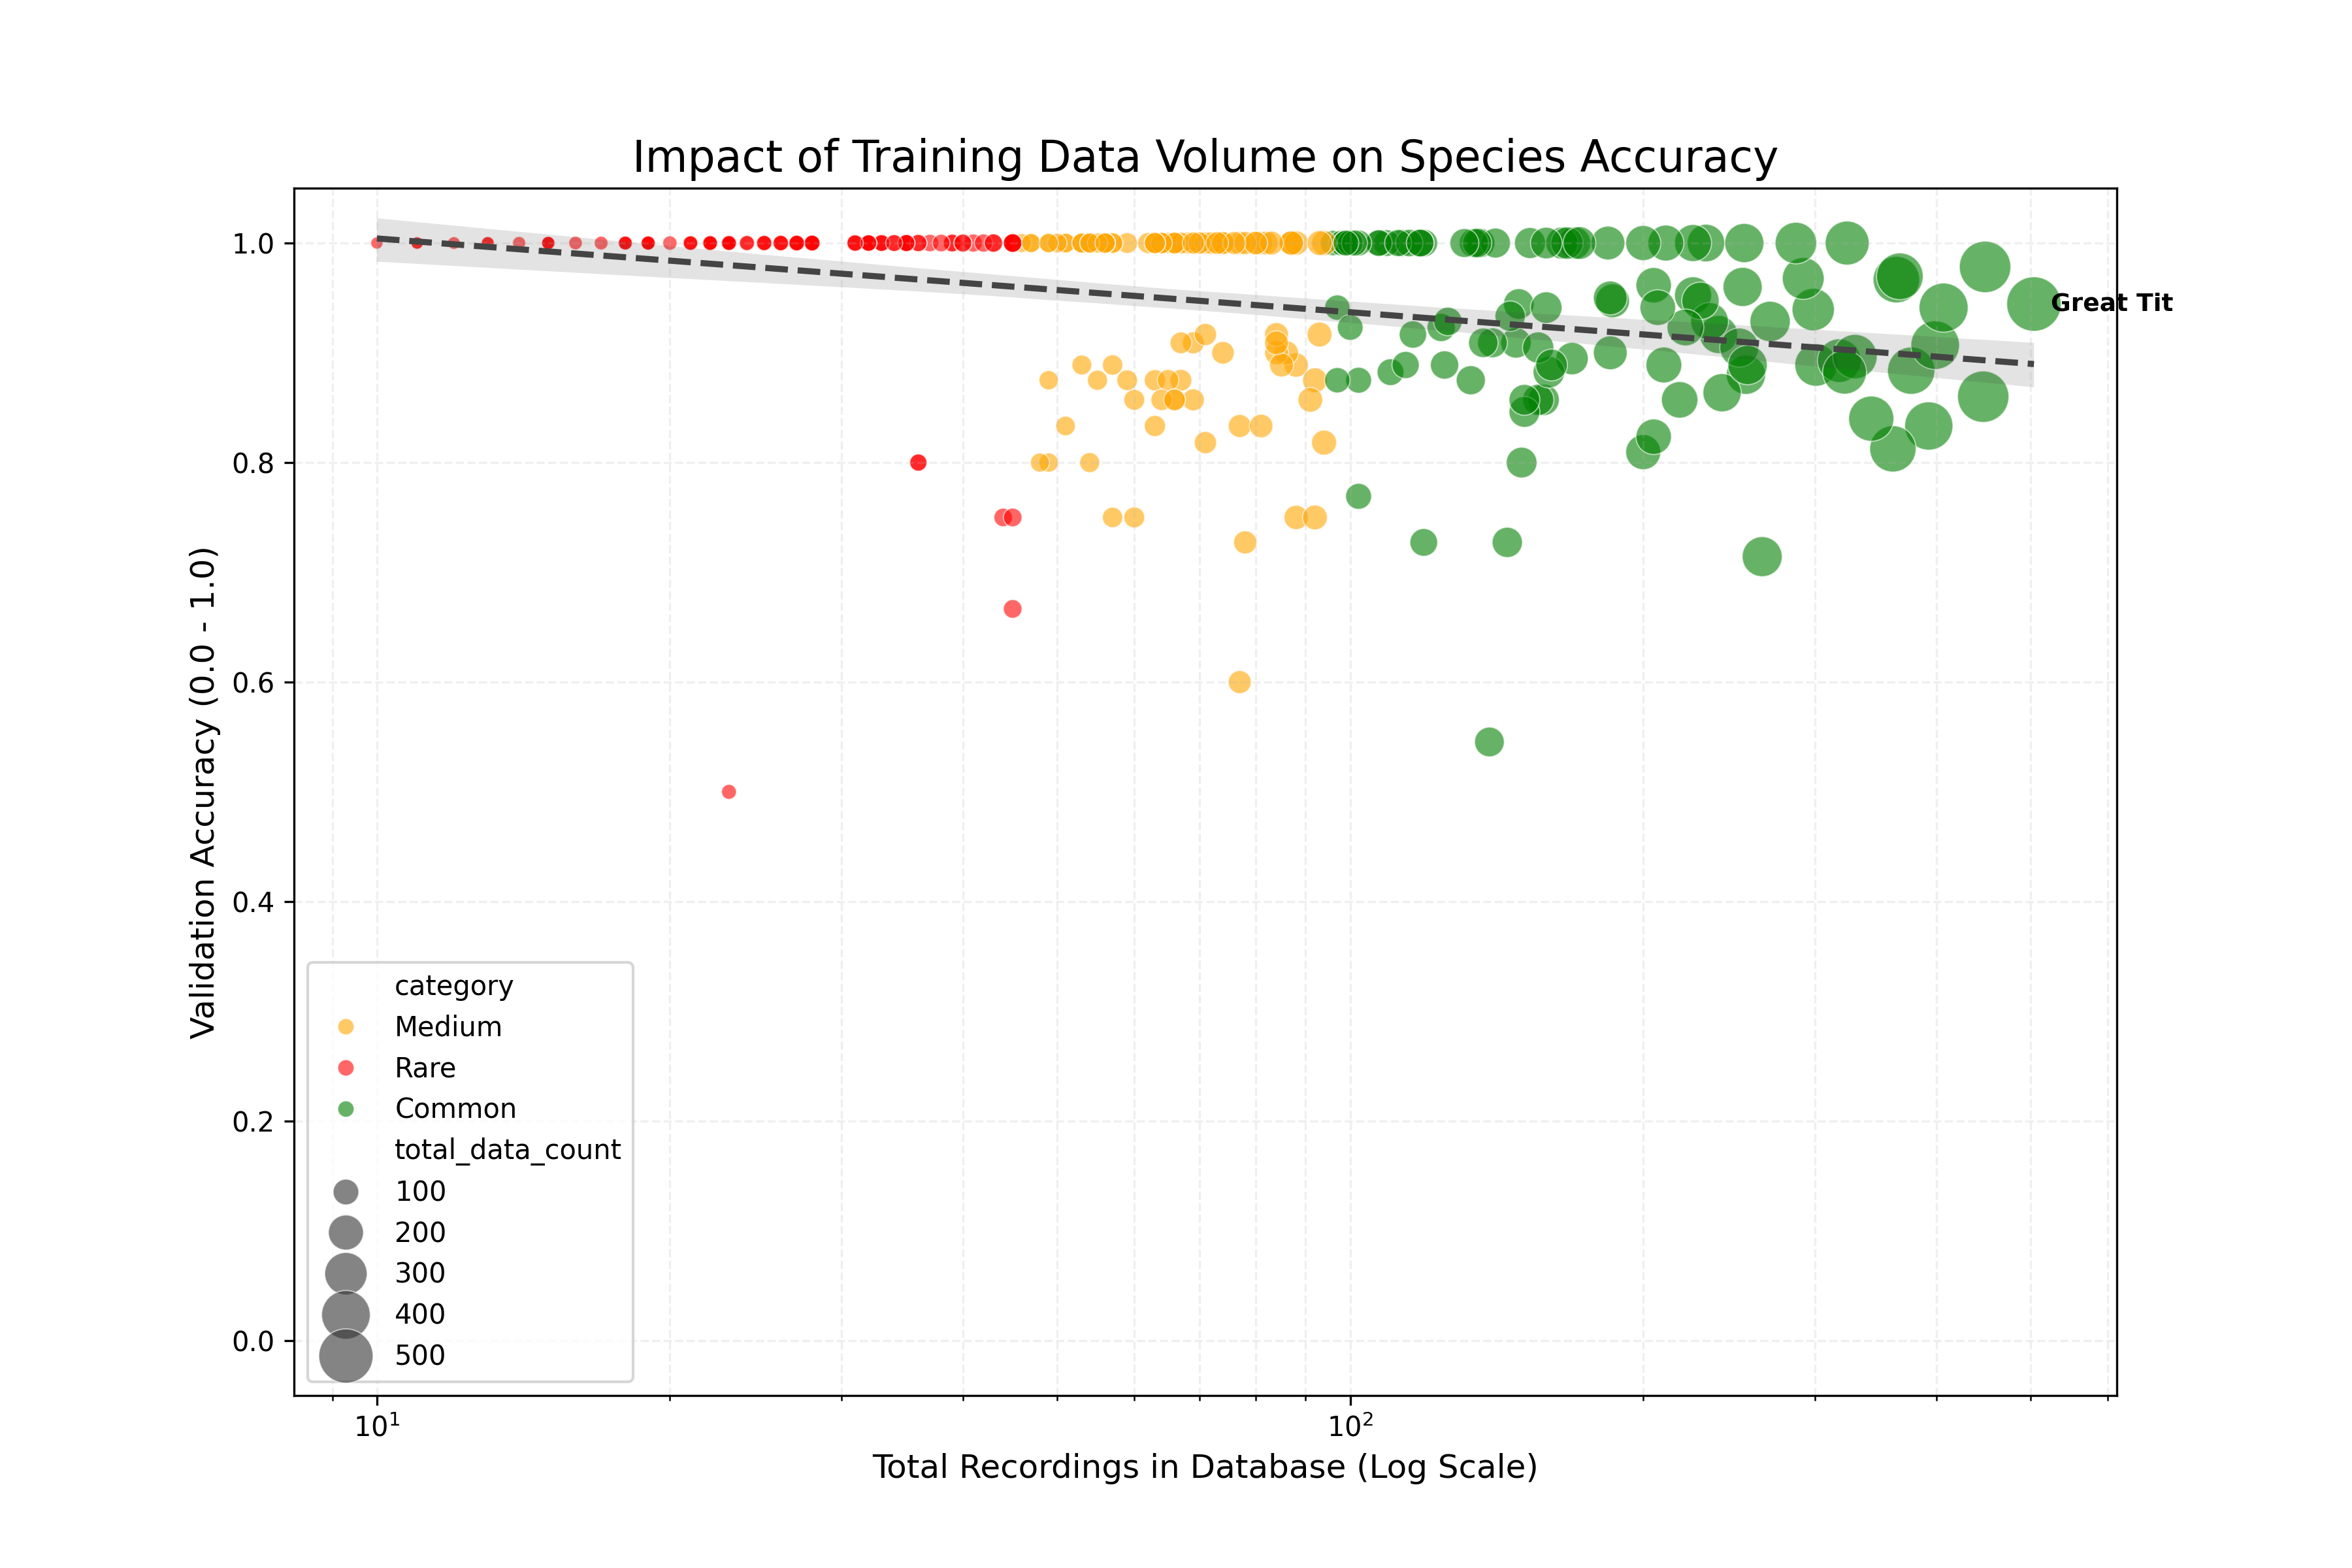 Impact of Training Data Volume on Species Accuracy
Validation Accuracy (0.0 - 1.0)
1.0
0.8
0.6
0.4
0.2
0.0
Great Tit
category
Medium
Rare
Common
total_data_count
100
200
300
400
500
10¹
10²
Total Recordings in Database (Log Scale)